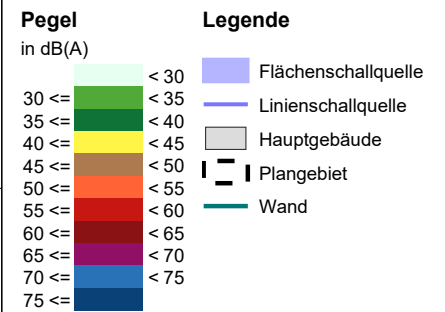 Pegel
in dB(A)
< 30
30 <= < 35
35 <= < 40
40 <= < 45
45 <= < 50
50 <= < 55
55 <= < 60
60 <= < 65
65 <= < 70
70 <= < 75
75 <=
Legende
Flächenschallquelle
Linienschallquelle
Hauptgebäude
Plangebiet
Wand